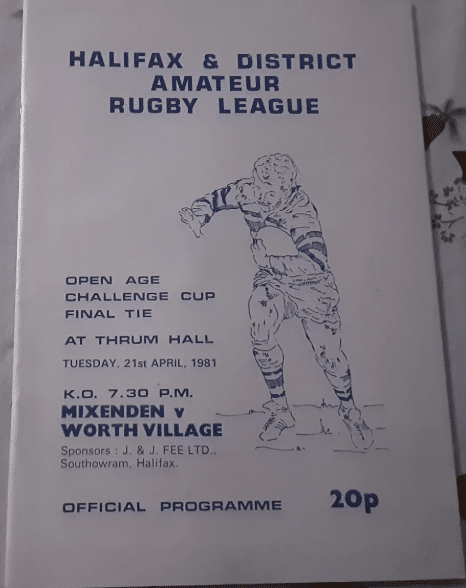 HALIFAX & DISTRICT
AMATEUR
RUGBY LEAGUE
OPEN AGE
CHALLENGE CUP
FINAL TIE
AT THRUM HALL
TUESDAY, 21st APRIL, 1981
K.O. 7.30 P.M.
MIXENDEN v
WORTH VILLAGE
Sponsors : J. & J. FEE LTD.,
Southowram, Halifax.
OFFICIAL PROGRAMME 20p